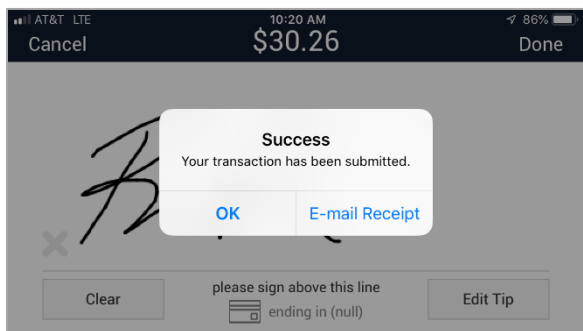 AT&T LTE 10:20 AM 86%
Cancel $30.26 Done
Success
Your transaction has been submitted.
OK E-mail Receipt
please sign above this line
Clear ending in (null) Edit Tip